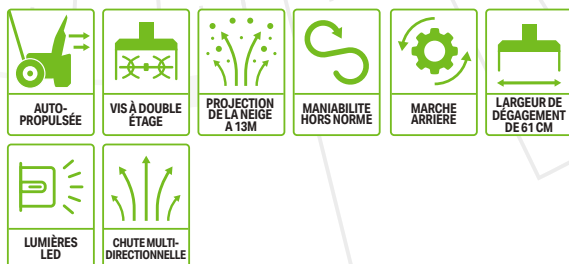 AUTO-
PROPULSÉE
VIS À DOUBLE
ÉTAGE
PROJECTION
DE LA NEIGE
A 13M
MANIABILITE
HORS NORME
MARCHE
ARRIÈRE
LARGEUR DE
DÉGAGEMENT
DE 61 CM
LUMIÈRES
LED
CHUTE MULTI-
DIRECTIONNELLE